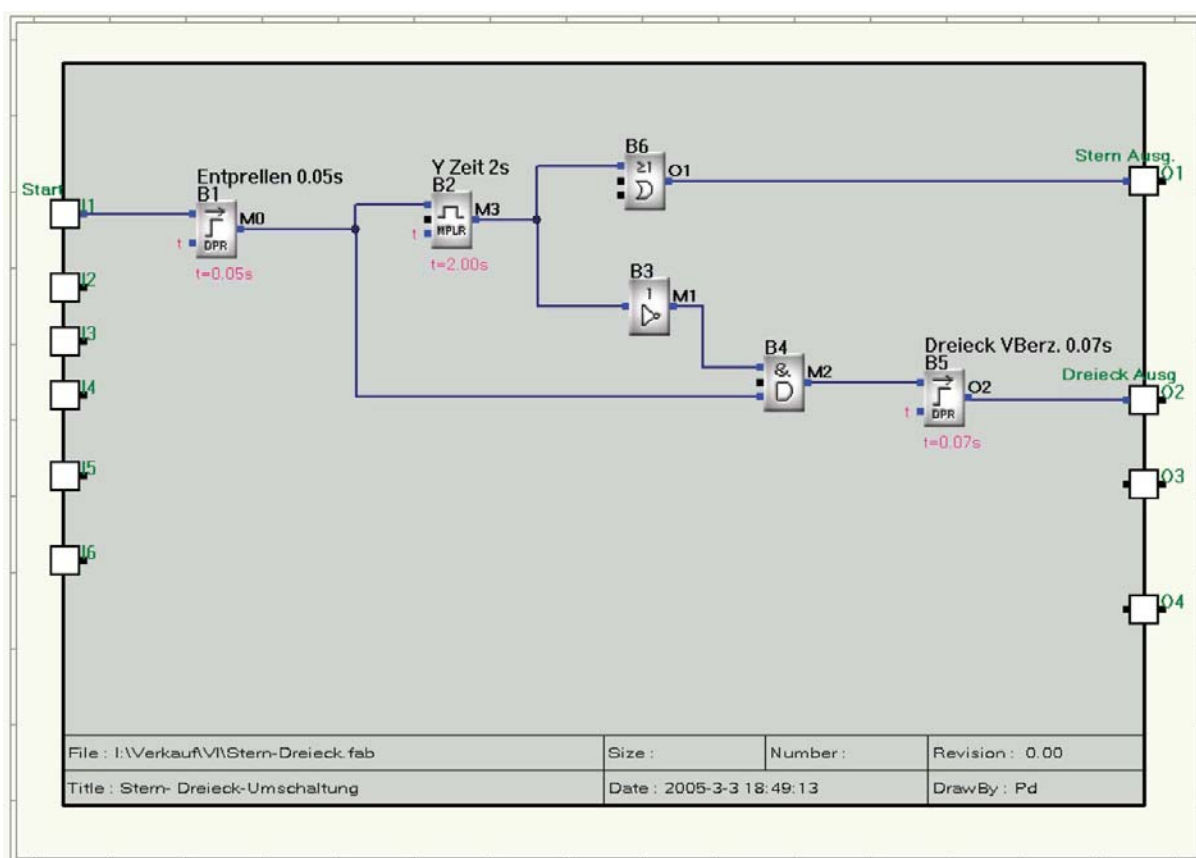 B6
Stern Ausg.
Y Zeit 2s
≥1
O1
O1
Entprellen 0.05s
B2
Start
B1
M3
I1
M0
MPLR
t
t
DPR
t=2.00s
t=0.05s
B3
I2
1
M1
I3
B4
Dreieck VBerz. 0.07s
&
M2
B5
Dreieck Ausg
I4
O2
O2
t
DPR
t=0.07s
I5
O3
I6
O4
File : I:\Verkauf\VI\Stern-Dreieck.fab
Size :
Number :
Revision : 0.00
Title : Stern- Dreieck-Umschaltung
Date : 2005-3-3 18:49:13
DrawBy : Pd